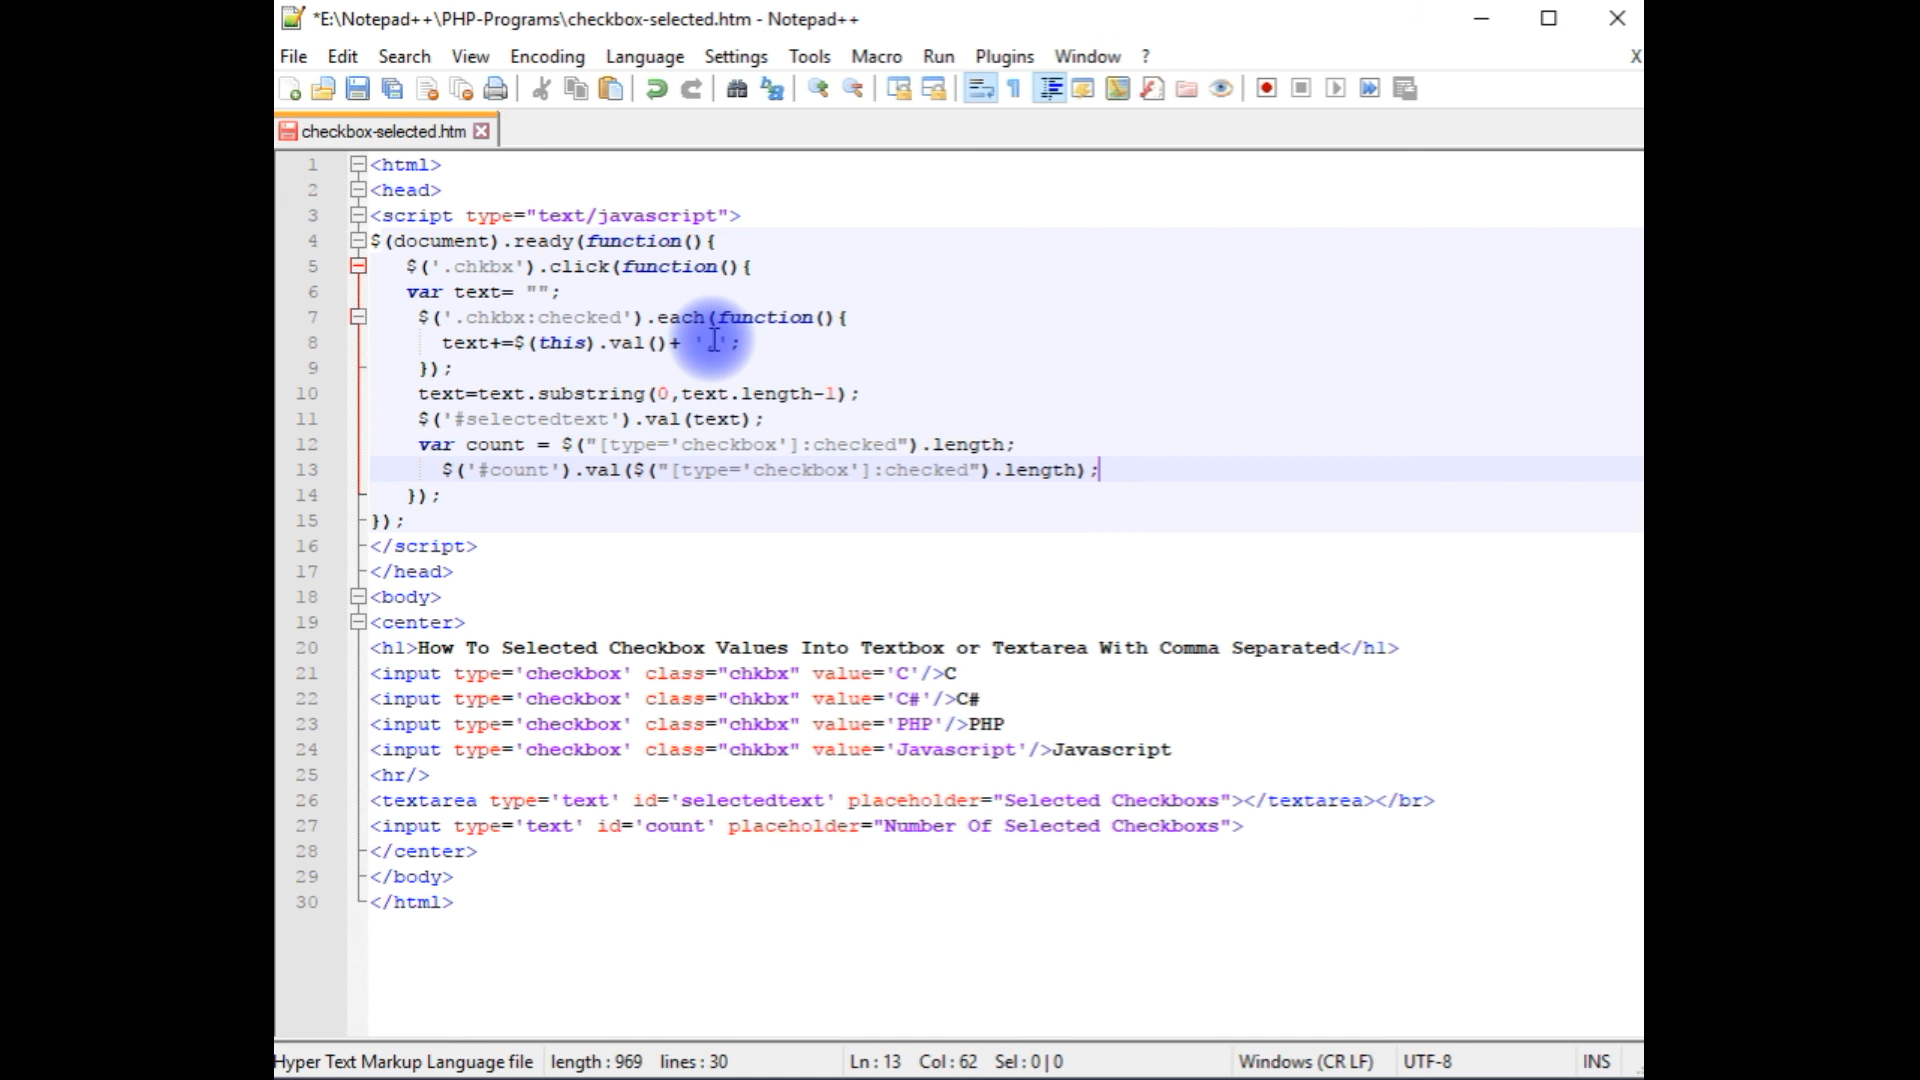 *E:\Notepad++\PHP-Programs\checkbox-selected.htm - Notepad++
File Edit Search View Encoding Language Settings Tools Macro Run Plugins Window ? X
checkbox-selected.htm
1 <html>
2 <head>
3 <script type="text/javascript">
4 $(document).ready(function(){
5 $('.chkbx').click(function(){
6 var text= "";
7 $('.chkbx:checked').each(function(){
8 text+=$(this).val()+ ',';
9 });
10 text=text.substring(0,text.length-1);
11 $('#selectedtext').val(text);
12 var count = $("[type='checkbox']:checked").length;
13 $('#count').val($("[type='checkbox']:checked").length);
14 });
15 });
16 </script>
17 </head>
18 <body>
19 <center>
20 <h1>How To Selected Checkbox Values Into Textbox or Textarea With Comma Separated</h1>
21 <input type='checkbox' class="chkbx" value='C'/>C
22 <input type='checkbox' class="chkbx" value='C#'/>C#
23 <input type='checkbox' class="chkbx" value='PHP'/>PHP
24 <input type='checkbox' class="chkbx" value='Javascript'/>Javascript
25 <hr/>
26 <textarea type='text' id='selectedtext' placeholder="Selected Checkboxs"></textarea></br>
27 <input type='text' id='count' placeholder="Number Of Selected Checkboxs">
28 </center>
29 </body>
30 </html>
Hyper Text Markup Language file length : 969 lines : 30 Ln : 13 Col : 62 Sel : 0 | 0 Windows (CR LF) UTF-8 INS